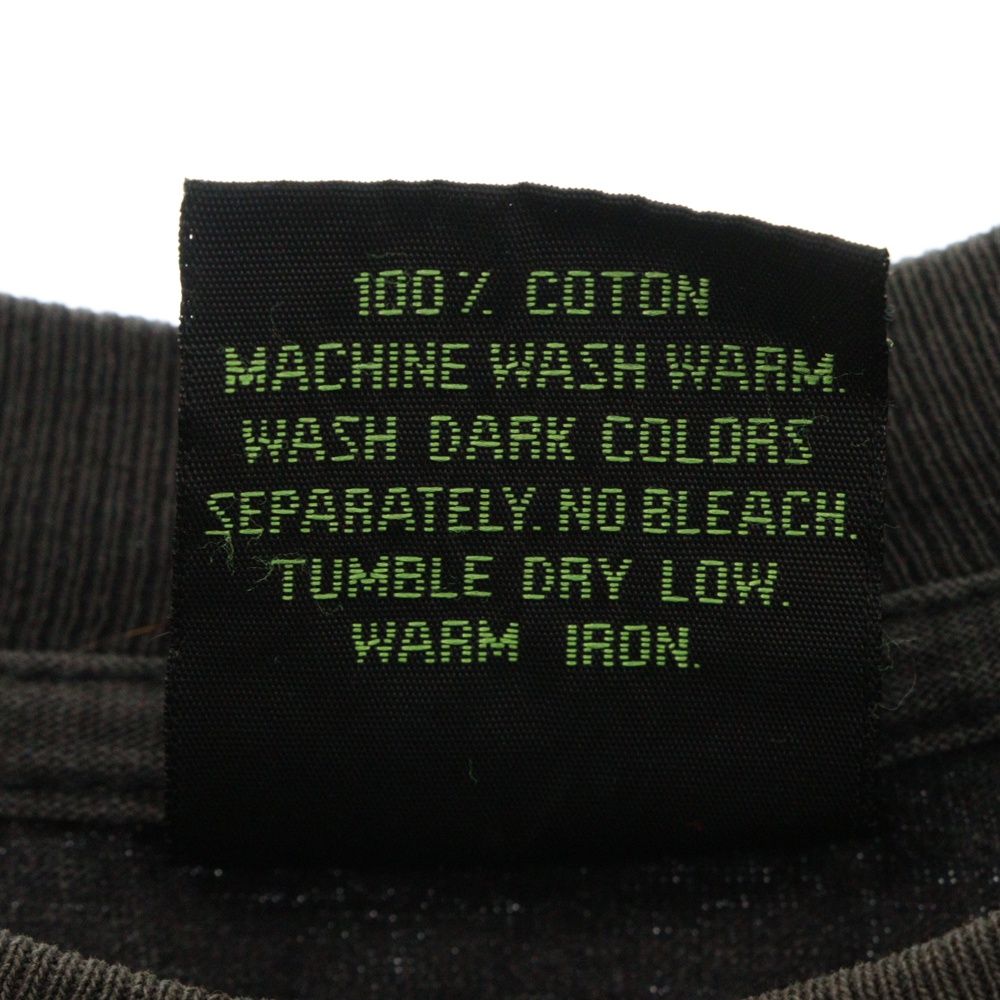 100% COTON
MACHINE WASH WARM.
WASH DARK COLORS
SEPARATELY. NO BLEACH.
TUMBLE DRY LOW.
WARM IRON.